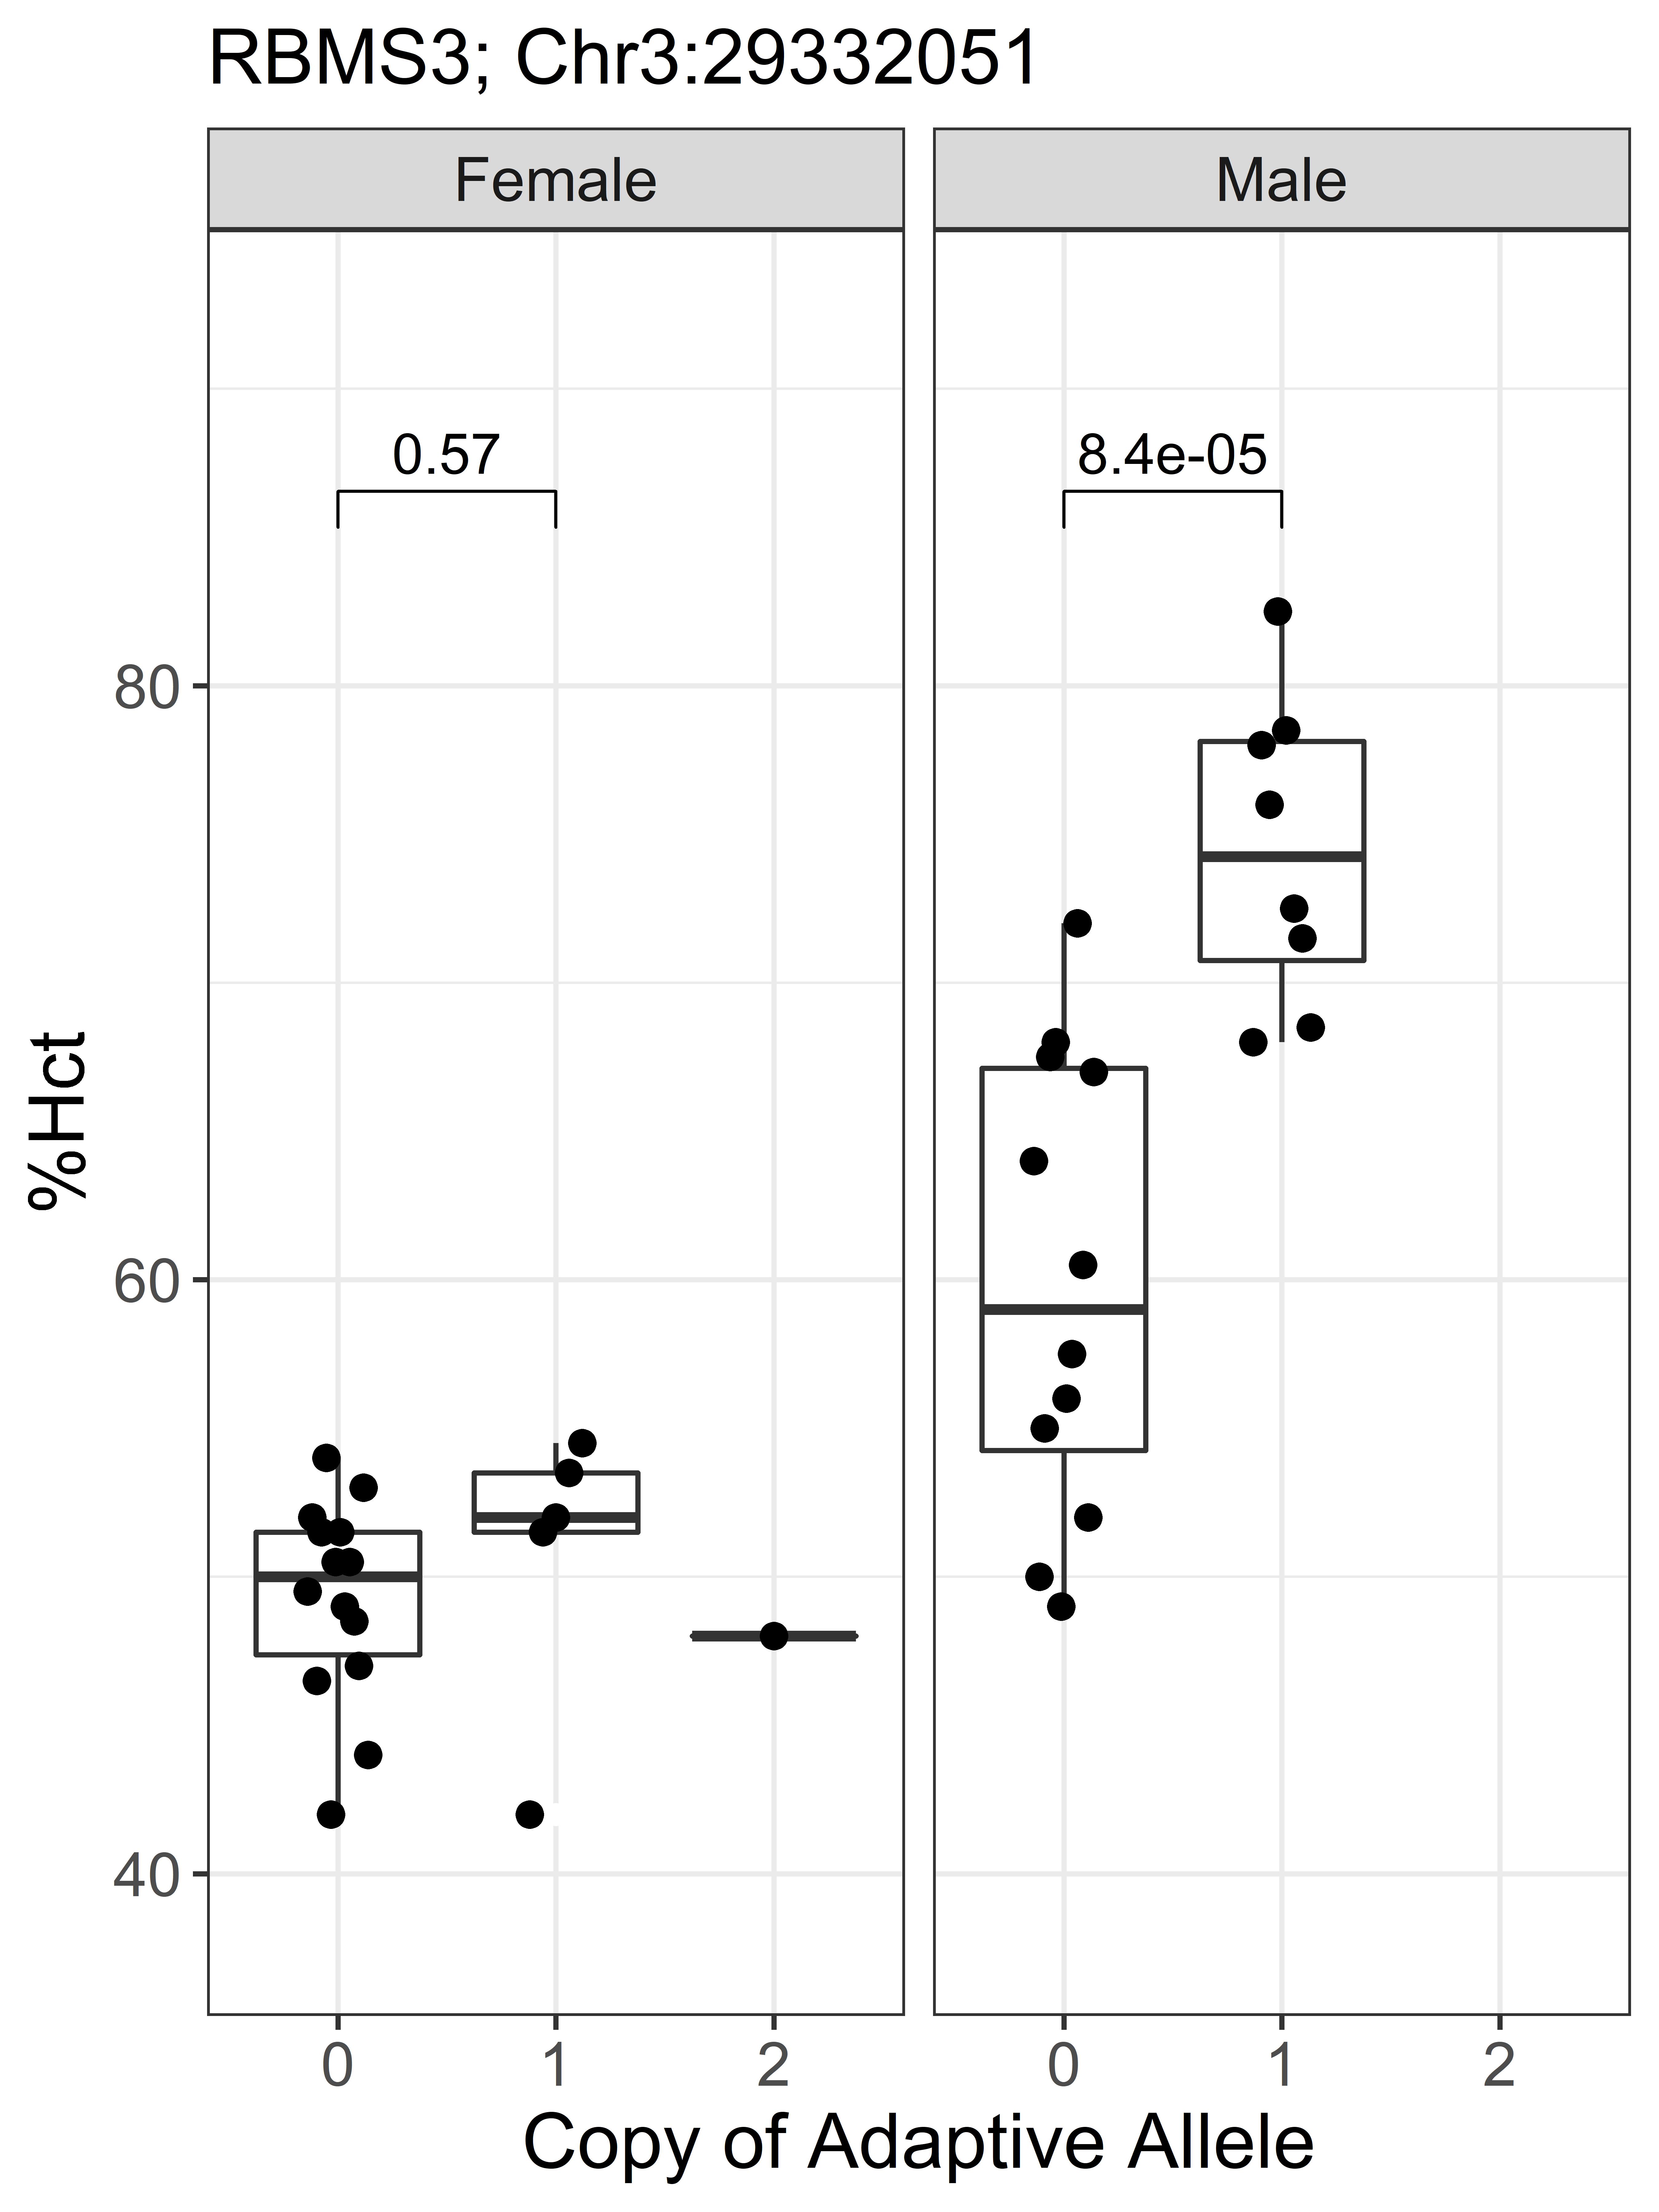 RBMS3; Chr3:29332051
Female
Male
0.57
8.4e-05
80
60
40
%Hct
0 1 2
0 1 2
Copy of Adaptive Allele